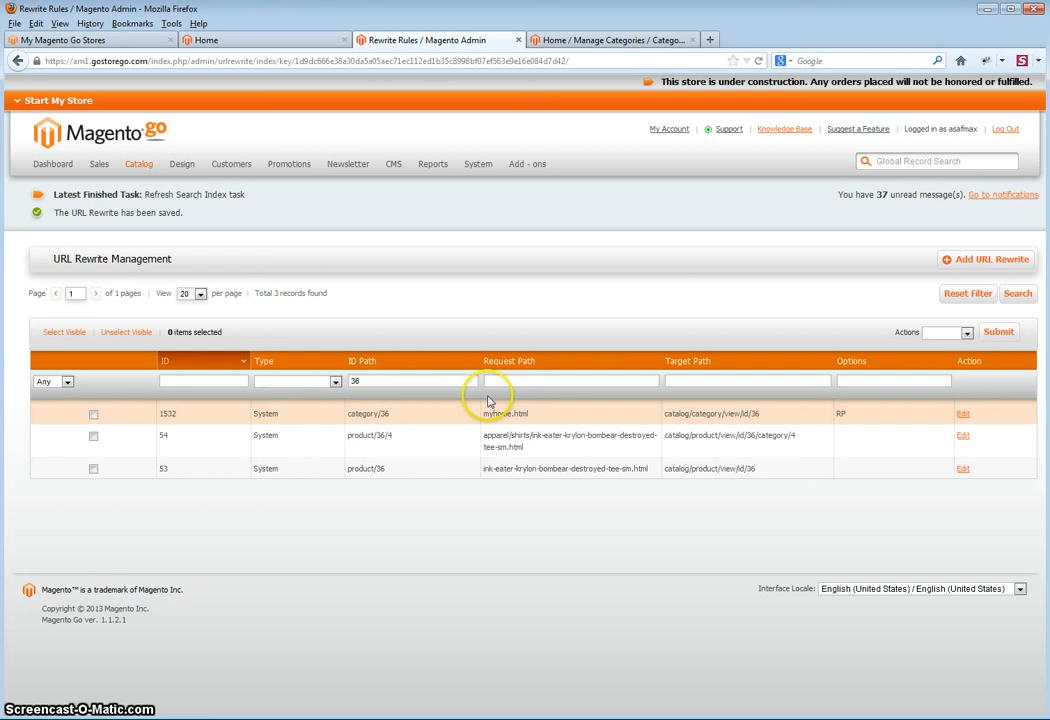 Rewrite Rules / Magento Admin - Mozilla Firefox
File Edit View History Bookmarks Tools Help
My Magento Go Stores × Home × Rewrite Rules / Magento Admin × Home / Manage Categories / Catego... × +
https://am1.gostorego.com/index.php/admin/urlrewrite/index/key/1d9dc666e38a30da5a05aec71ec112ed1b35c8998bf07ef563e9e16e084d7d42/ Google
This store is under construction. Any orders placed will not be honored or fulfilled.
Start My Store
Magento go My Account Support Knowledge Base Suggest a Feature Logged in as asafmax Log Out
Dashboard Sales Catalog Design Customers Promotions Newsletter CMS Reports System Add - ons Global Record Search
Latest Finished Task: Refresh Search Index task You have 37 unread message(s). Go to notifications
The URL Rewrite has been saved.
URL Rewrite Management Add URL Rewrite
Page 1 of 1 pages | View 20 per page | Total 3 records found Reset Filter Search
Select Visible Unselect Visible 0 items selected Actions Submit
ID Type ID Path Request Path Target Path Options Action
Any 36
1532 System category/36 myhome.html catalog/category/view/id/36 RP Edit
54 System product/36/4 apparel/shirts/ink-eater-krylon-bombear-destroyed-tee-sm.html catalog/product/view/id/36/category/4 Edit
53 System product/36 ink-eater-krylon-bombear-destroyed-tee-sm.html catalog/product/view/id/36 Edit
Magento™ is a trademark of Magento Inc. Interface Locale: English (United States) / English (United States)
Copyright © 2013 Magento Inc.
Magento Go ver. 1.1.2.1
Screencast-O-Matic.com